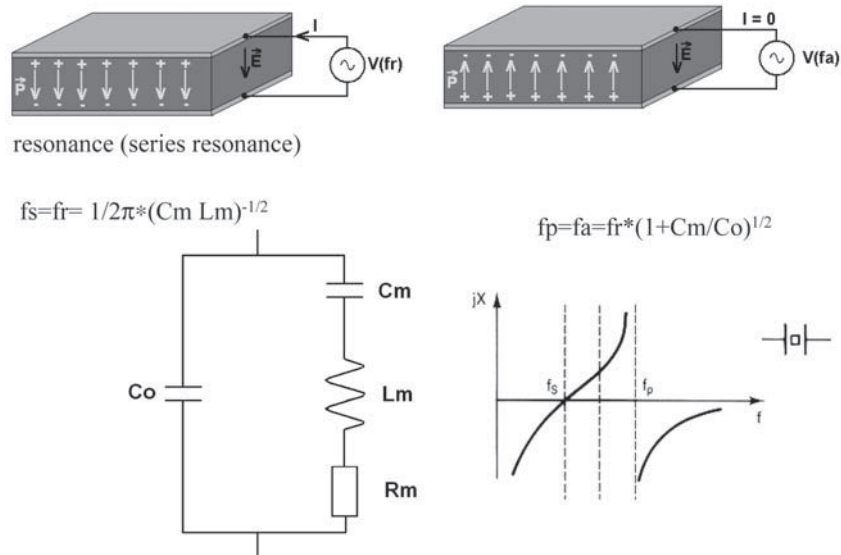 I
E
V(fr)
+ + + + + + +
P
- - - - - - -
I = 0
E
V(fa)
- - - - - - -
P
+ + + + + + +
resonance (series resonance)
fs=fr= 1/2π*(Cm Lm)-1/2
fp=fa=fr*(1+Cm/Co)1/2
Cm
Co
Lm
Rm
jX
fS
fp
f